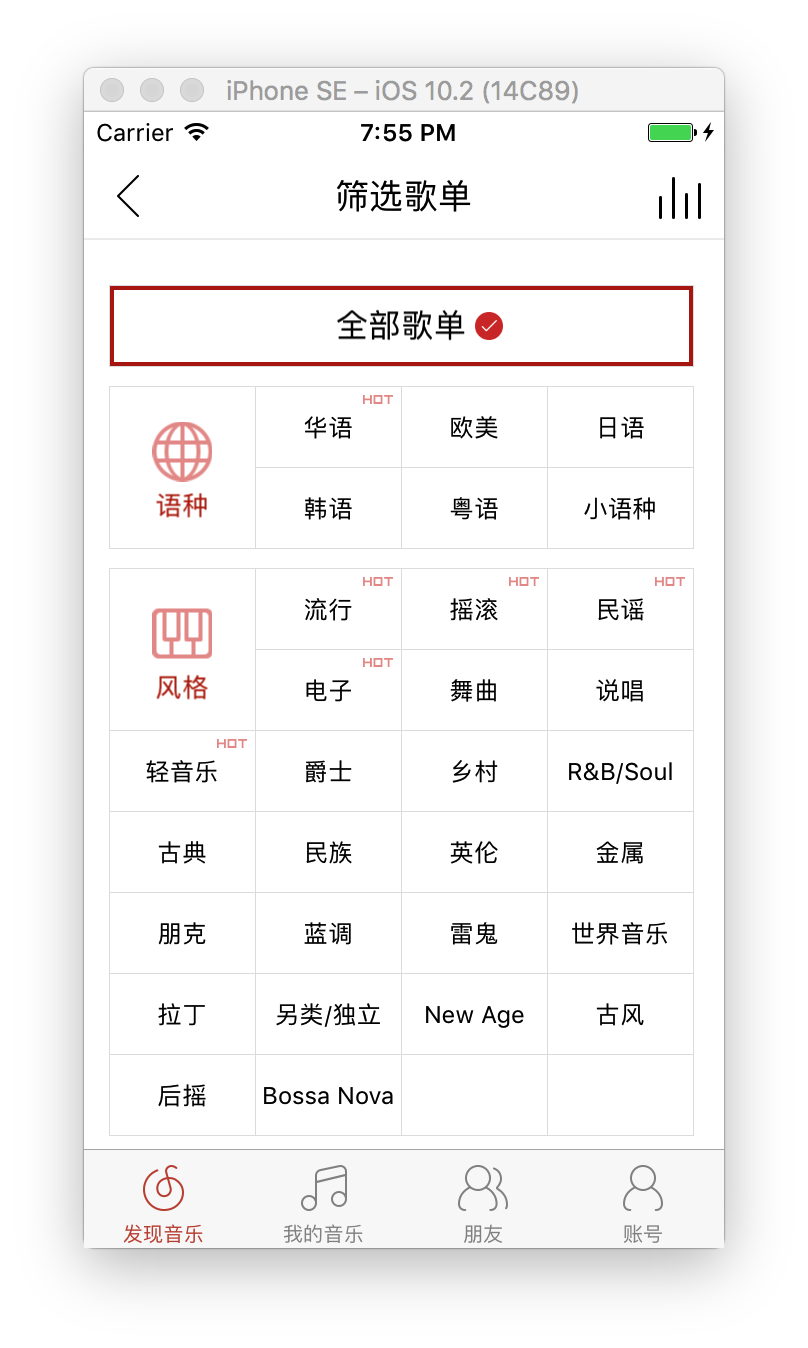 iPhone SE – iOS 10.2 (14C89)
Carrier 7:55 PM
筛选歌单
全部歌单
HOT
华语 欧美 日语
语种
韩语 粤语 小语种
HOT HOT HOT
流行 摇滚 民谣
HOT
风格
电子 舞曲 说唱
HOT
轻音乐 爵士 乡村 R&B/Soul
古典 民族 英伦 金属
朋克 蓝调 雷鬼 世界音乐
拉丁 另类/独立 New Age 古风
后摇 Bossa Nova
发现音乐 我的音乐 朋友 账号